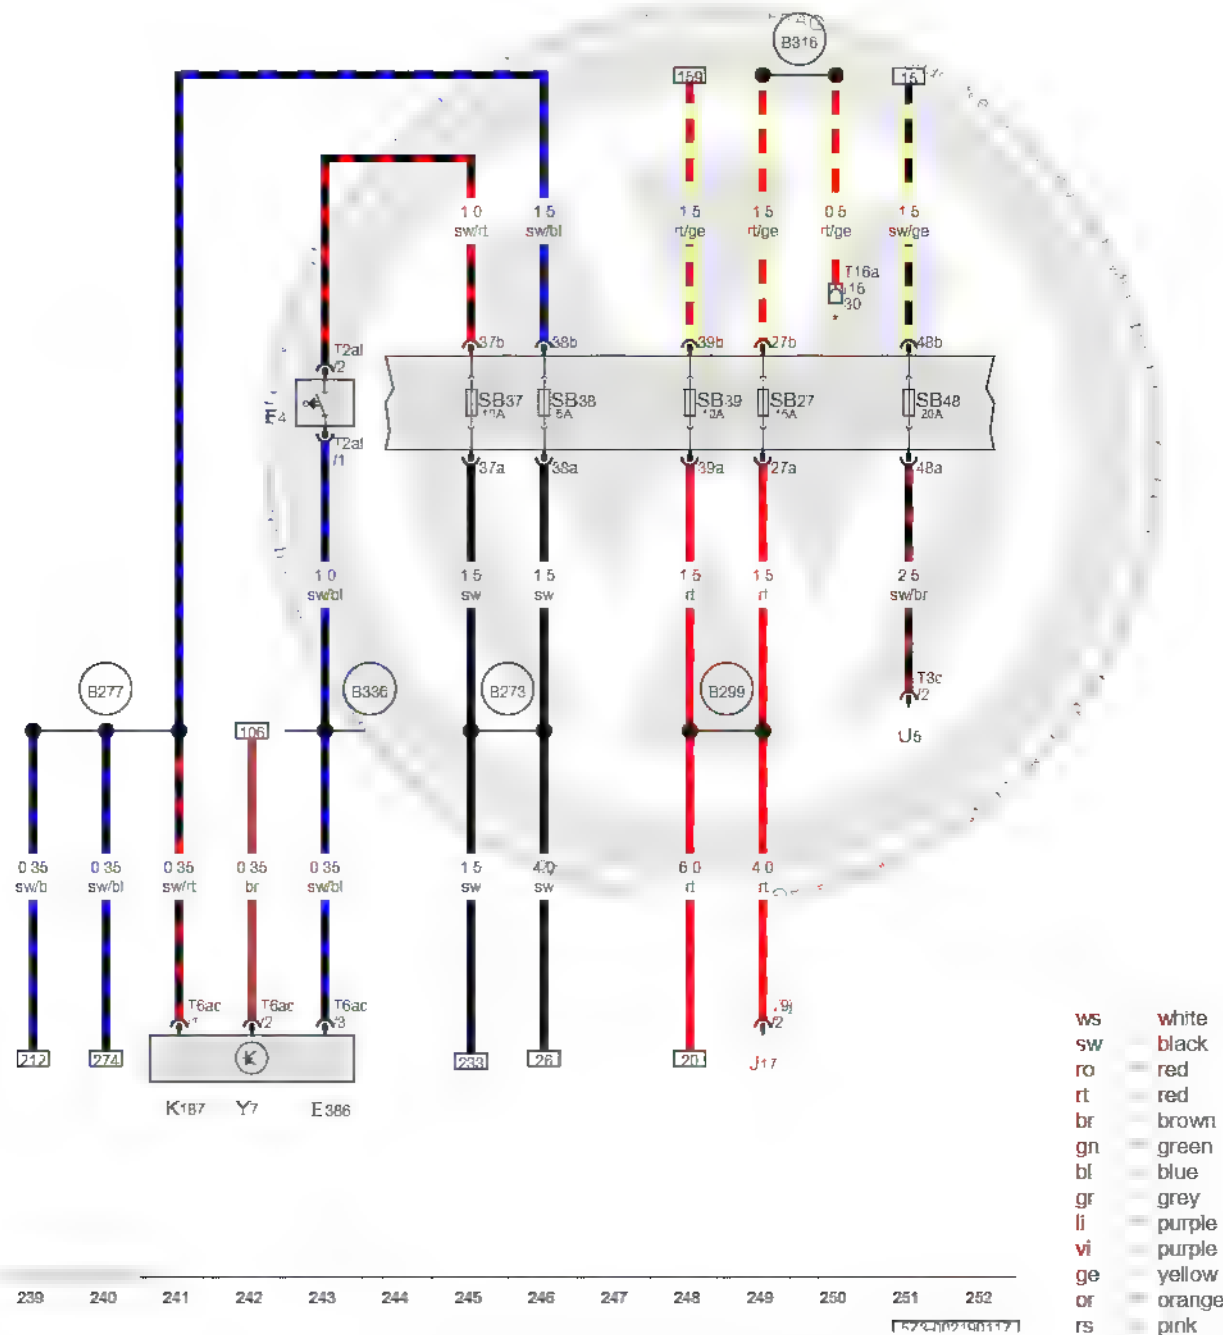 B316
159
15
1 0
sw/rt
1 5
sw/bl
1 5
rt/ge
1 5
rt/ge
0 5
rt/ge
1 5
sw/ge
T16a
16
30
T2al
/2
37b
38b
39b
27b
48b
SB37
SB38
5A
SB39
SB27
15A
SB48
20A
T2al
/1
37a
38a
39a
27a
48a
1 0
sw/bl
1 5
sw
1 5
sw
1 5
rt
1 5
rt
2 5
sw/br
B277
B336
B273
B299
T3c
/2
106
U5
0 35
sw/b
0 35
sw/bl
0 35
sw/rt
0 35
br
0 35
sw/bl
1 5
sw
4 0
sw
6 0
rt
4 0
rt
T6ac
T6ac
/2
T6ac
/3
/2
212
274
K
233
26
20
J17
K187
Y7
E386
ws white
sw black
ro red
rt red
br brown
gn green
bl blue
gr grey
li purple
vi purple
ge yellow
or orange
rs pink
239 240 241 242 243 244 245 246 247 248 249 250 251 252